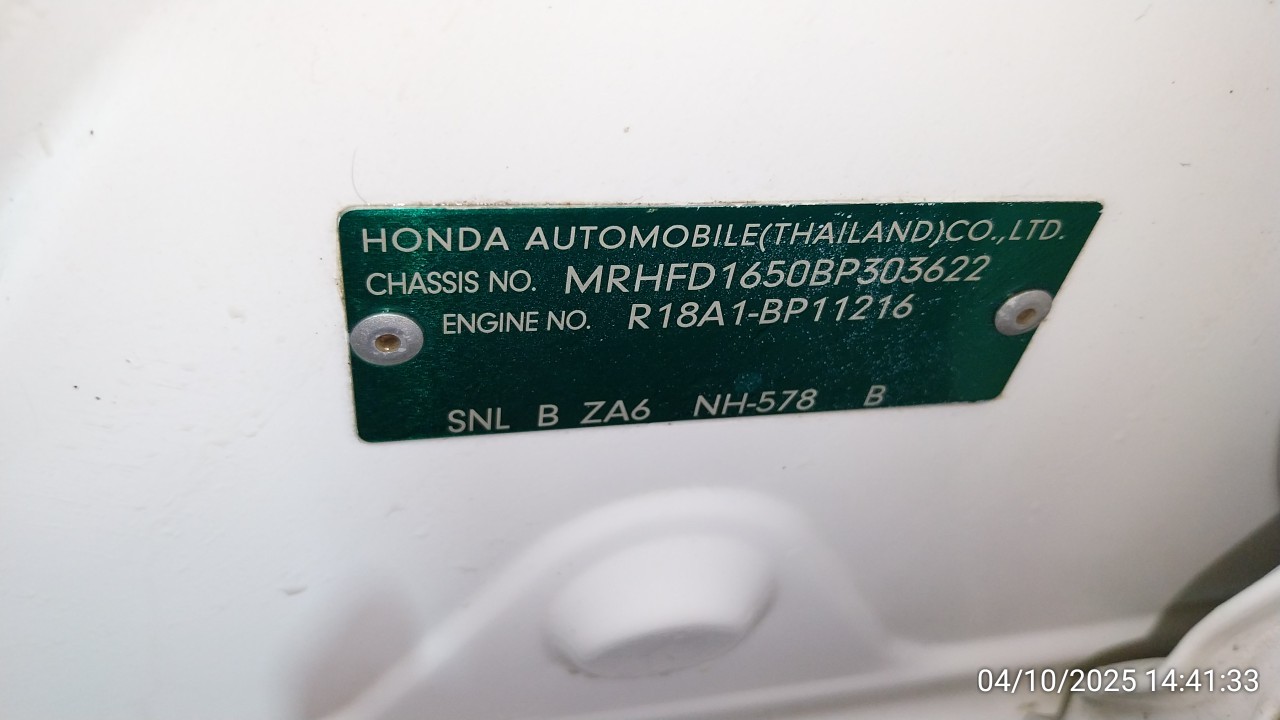 HONDA AUTOMOBILE(THAILAND)CO.,LTD.
CHASSIS NO. MRHFD1650BP303622
ENGINE NO. R18A1-BP11216
SNL B ZA6 NH-578 B
04/10/2025 14:41:33